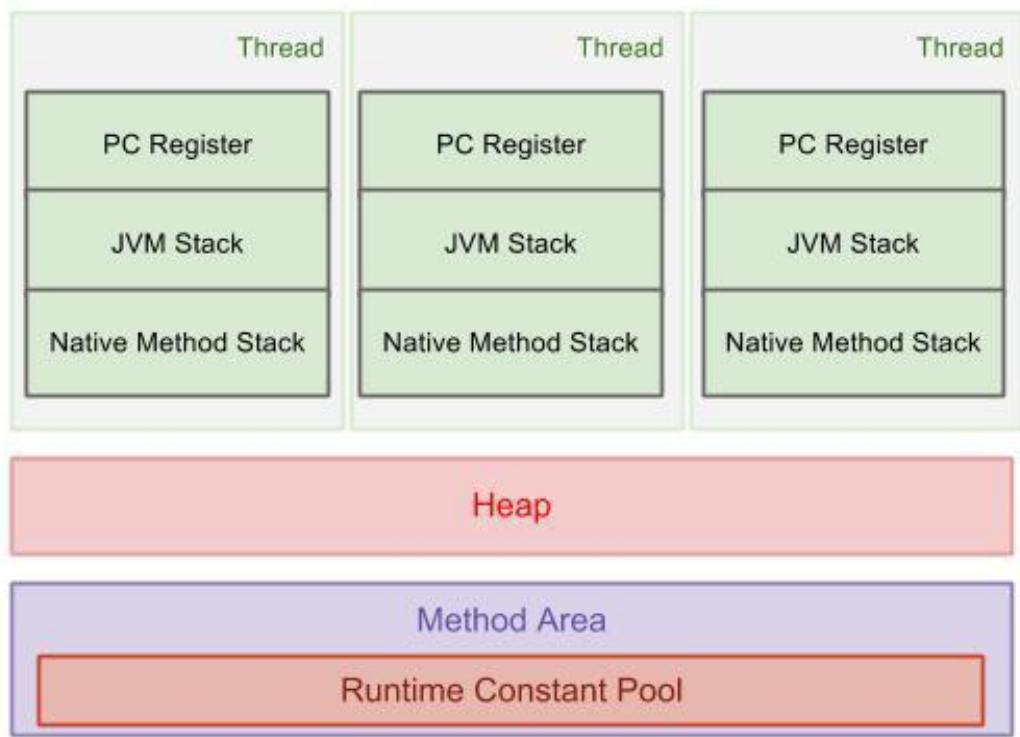 Thread
Thread
Thread
PC Register
PC Register
PC Register
JVM Stack
JVM Stack
JVM Stack
Native Method Stack
Native Method Stack
Native Method Stack
Heap
Method Area
Runtime Constant Pool